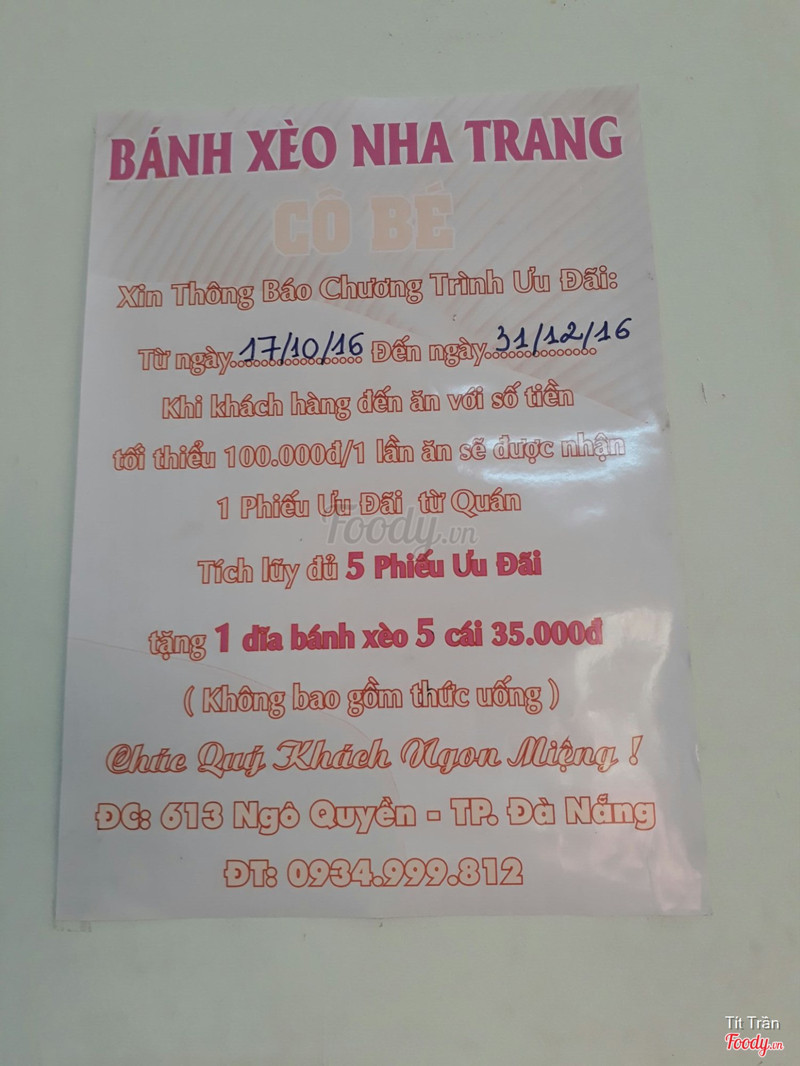 BÁNH XÈO NHA TRANG
CÔ BÉ
Xin Thông Báo Chương Trình Ưu Đãi:
Từ ngày..17/10/16.. Đến ngày..31/12/16..
Khi khách hàng đến ăn với số tiền
tối thiểu 100.000đ/1 lần ăn sẽ được nhận
1 Phiếu Ưu Đãi từ Quán
Foody.vn
Tích lũy đủ 5 Phiếu Ưu Đãi
tặng 1 dĩa bánh xèo 5 cái 35.000đ
( Không bao gồm thức uống )
Chúc Quý Khách Ngon Miệng !
ĐC: 613 Ngô Quyền - TP. Đà Nẵng
ĐT: 0934.999.812
Tít Trần
Foody.vn